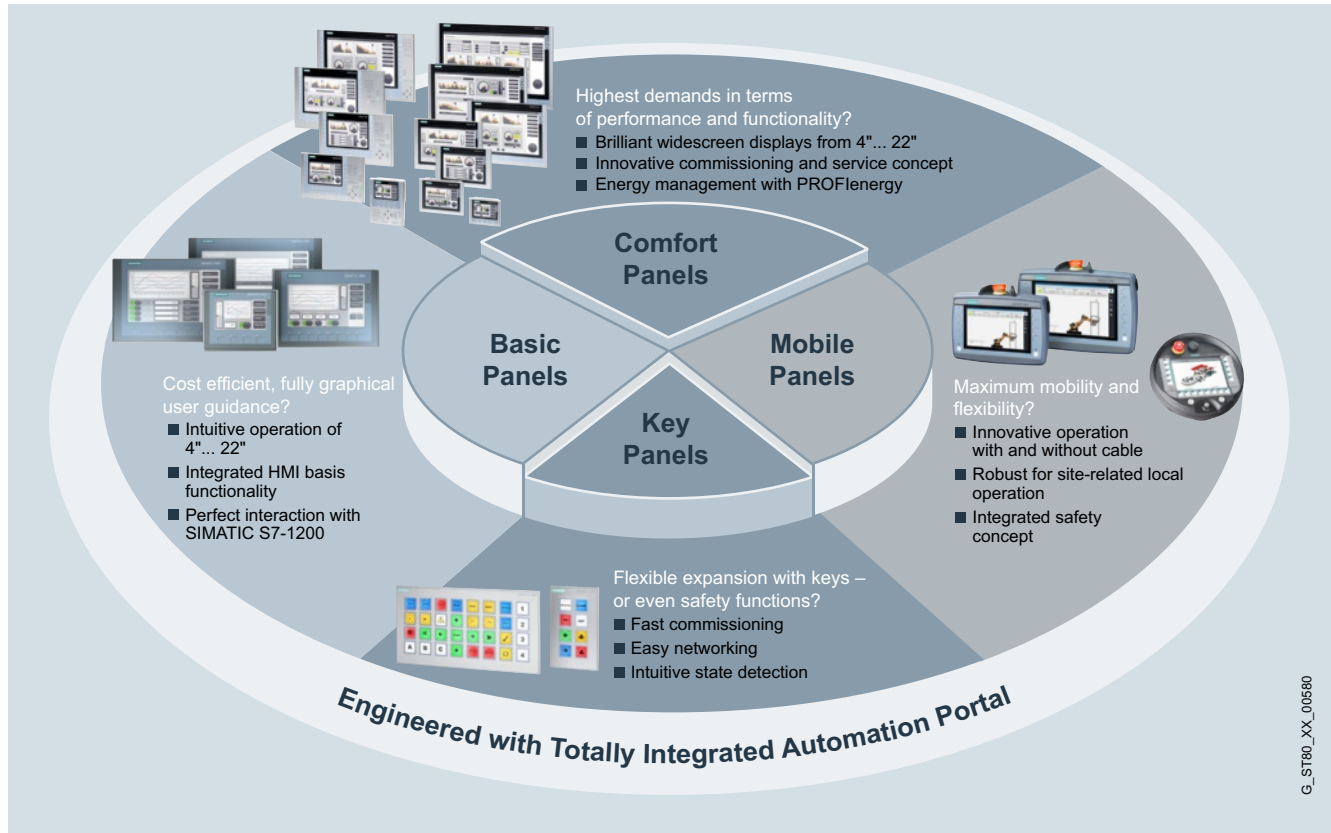 Highest demands in terms
of performance and functionality?
■ Brilliant widescreen displays from 4"... 22"
■ Innovative commissioning and service concept
■ Energy management with PROFIenergy
Comfort
Panels
Basic
Panels
Mobile
Panels
Key
Panels
Cost efficient, fully graphical
user guidance?
■ Intuitive operation of
4"... 22"
■ Integrated HMI basis
functionality
■ Perfect interaction with
SIMATIC S7-1200
Maximum mobility and
flexibility?
■ Innovative operation
with and without cable
■ Robust for site-related local
operation
■ Integrated safety
concept
Flexible expansion with keys –
or even safety functions?
■ Fast commissioning
■ Easy networking
■ Intuitive state detection
Engineered with Totally Integrated Automation Portal
G_ST80_XX_00580